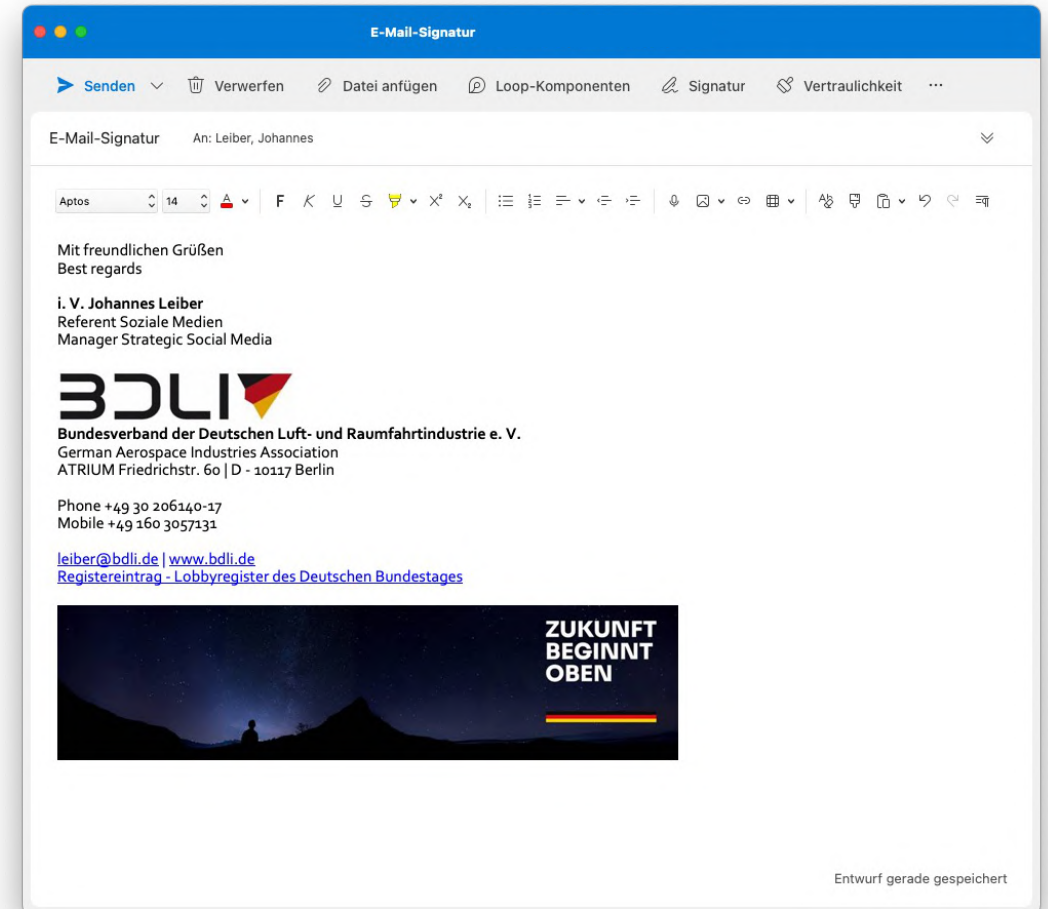 E-Mail-Signatur
Senden Verwerfen Datei anfügen Loop-Komponenten Signatur Vertraulichkeit ...
E-Mail-Signatur An: Leiber, Johannes
Aptos 14 A F K U S X² X₂ Ab
Mit freundlichen Grüßen
Best regards
i. V. Johannes Leiber
Referent Soziale Medien
Manager Strategic Social Media
BDLI
Bundesverband der Deutschen Luft- und Raumfahrtindustrie e. V.
German Aerospace Industries Association
ATRIUM Friedrichstr. 60 | D - 10117 Berlin
Phone +49 30 206140-17
Mobile +49 160 3057131
leiber@bdli.de | www.bdli.de
Registereintrag - Lobbyregister des Deutschen Bundestages
ZUKUNFT
BEGINNT
OBEN
Entwurf gerade gespeichert